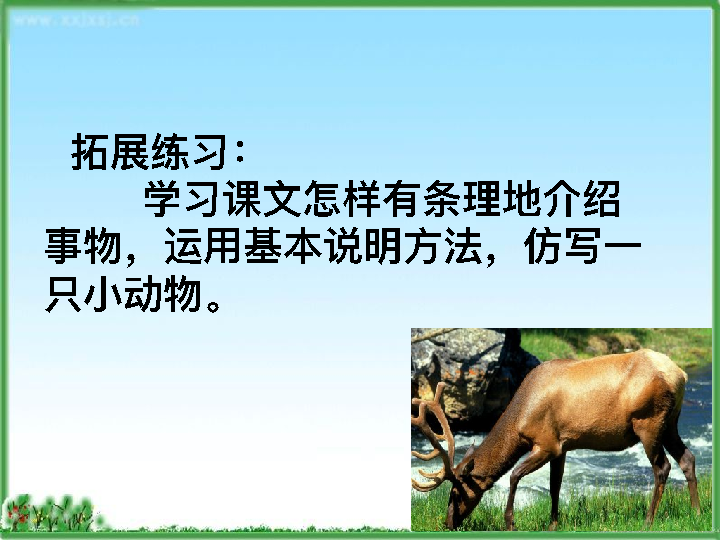 www.xxjxsj.cn
拓展练习：
学习课文怎样有条理地介绍
事物，运用基本说明方法，仿写一
只小动物。